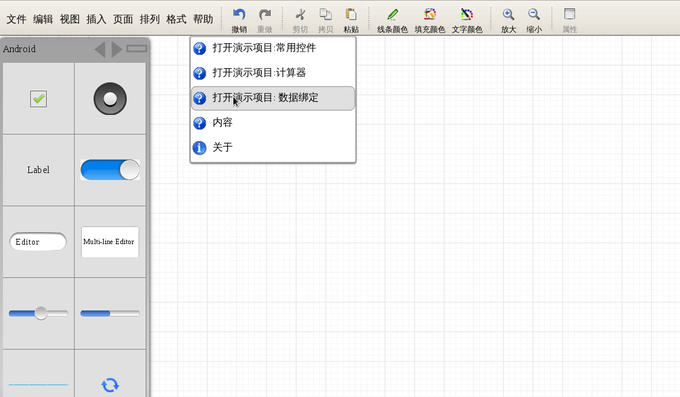 文件 编辑 视图 插入 页面 排列 格式 帮助
撤销 重做 剪切 拷贝 粘贴 线条颜色 填充颜色 文字颜色 放大 缩小 属性
Android
打开演示项目:常用控件
打开演示项目:计算器
打开演示项目: 数据绑定
内容
关于
Label
Editor
Multi-line Editor